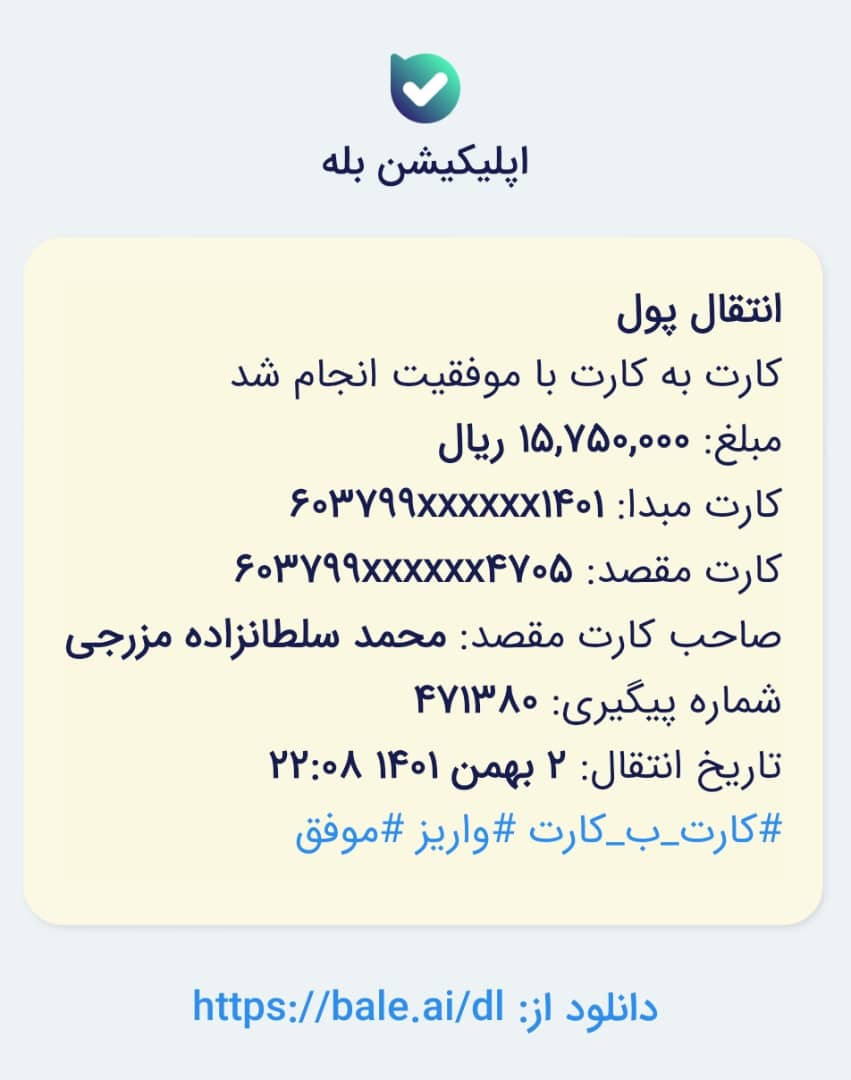 اپلیکیشن بله
انتقال پول
کارت به کارت با موفقیت انجام شد
مبلغ: ۱۵,۷۵۰,۰۰۰ ریال
کارت مبدا: ۶۰۳۷۹۹xxxxxx۱۴۰۱
کارت مقصد: ۶۰۳۷۹۹xxxxxx۴۷۰۵
صاحب کارت مقصد: محمد سلطانزاده مزرجی
شماره پیگیری: ۴۷۱۳۸۰
تاریخ انتقال: ۲ بهمن ۱۴۰۱ ۲۲:۰۸
#کارت_ب_کارت #واریز #موفق
دانلود از: https://bale.ai/dl